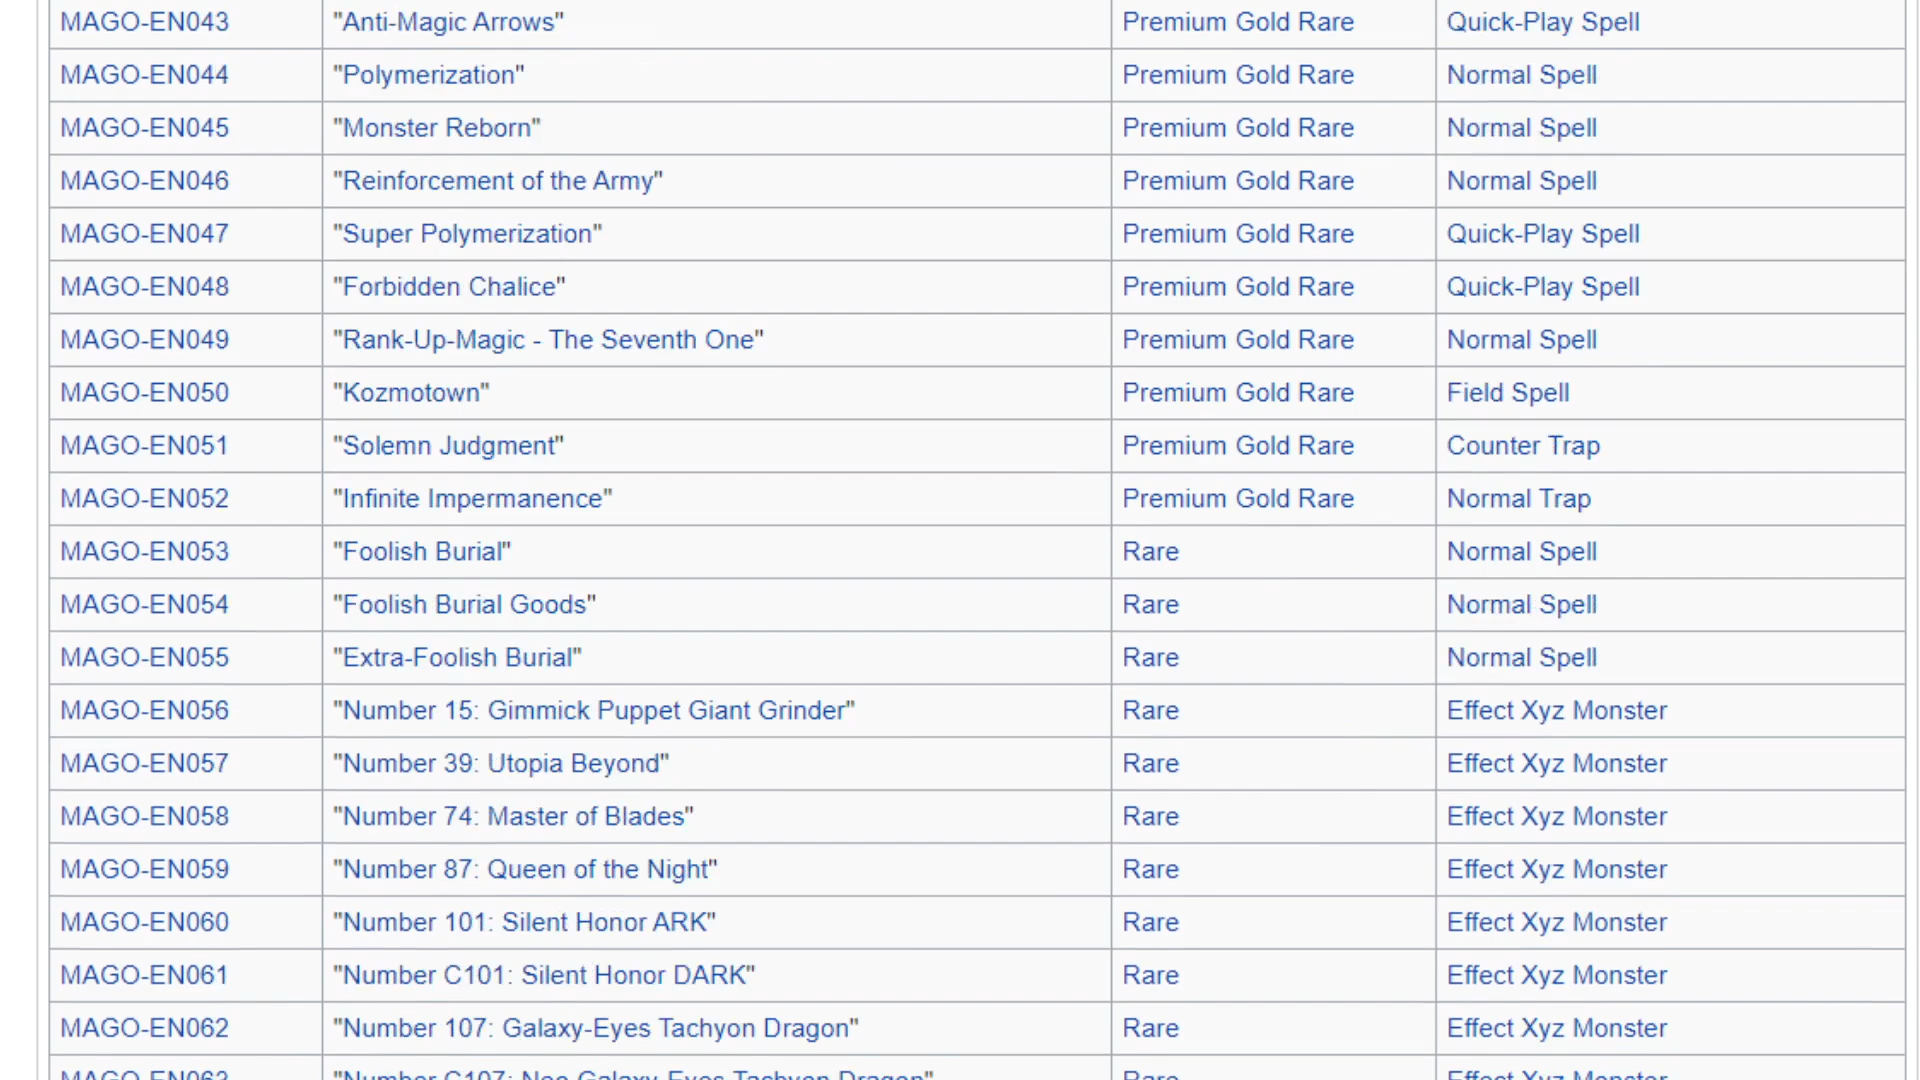 MAGO-EN043 "Anti-Magic Arrows" Premium Gold Rare Quick-Play Spell
MAGO-EN044 "Polymerization" Premium Gold Rare Normal Spell
MAGO-EN045 "Monster Reborn" Premium Gold Rare Normal Spell
MAGO-EN046 "Reinforcement of the Army" Premium Gold Rare Normal Spell
MAGO-EN047 "Super Polymerization" Premium Gold Rare Quick-Play Spell
MAGO-EN048 "Forbidden Chalice" Premium Gold Rare Quick-Play Spell
MAGO-EN049 "Rank-Up-Magic - The Seventh One" Premium Gold Rare Normal Spell
MAGO-EN050 "Kozmotown" Premium Gold Rare Field Spell
MAGO-EN051 "Solemn Judgment" Premium Gold Rare Counter Trap
MAGO-EN052 "Infinite Impermanence" Premium Gold Rare Normal Trap
MAGO-EN053 "Foolish Burial" Rare Normal Spell
MAGO-EN054 "Foolish Burial Goods" Rare Normal Spell
MAGO-EN055 "Extra-Foolish Burial" Rare Normal Spell
MAGO-EN056 "Number 15: Gimmick Puppet Giant Grinder" Rare Effect Xyz Monster
MAGO-EN057 "Number 39: Utopia Beyond" Rare Effect Xyz Monster
MAGO-EN058 "Number 74: Master of Blades" Rare Effect Xyz Monster
MAGO-EN059 "Number 87: Queen of the Night" Rare Effect Xyz Monster
MAGO-EN060 "Number 101: Silent Honor ARK" Rare Effect Xyz Monster
MAGO-EN061 "Number C101: Silent Honor DARK" Rare Effect Xyz Monster
MAGO-EN062 "Number 107: Galaxy-Eyes Tachyon Dragon" Rare Effect Xyz Monster
MAGO-EN063 "Number C107: Neo Galaxy-Eyes Tachyon Dragon" Rare Effect Xyz Monster